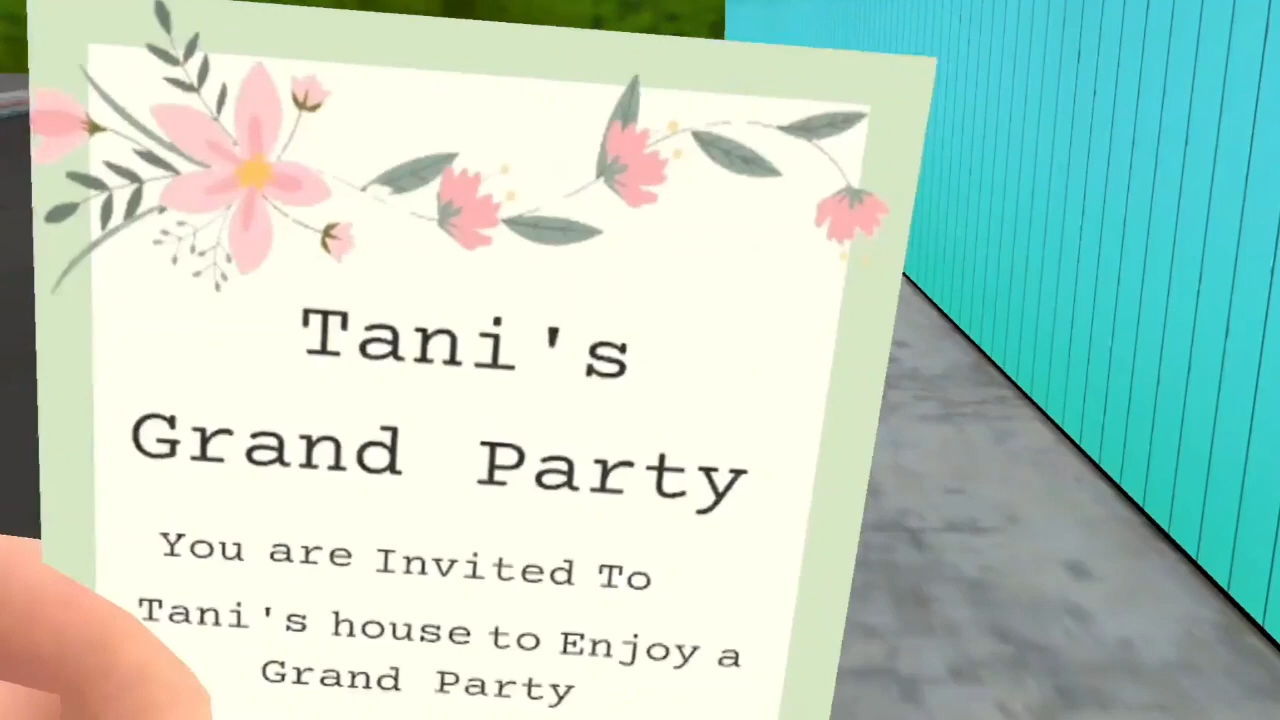 Tani's
Grand Party
You are Invited To
Tani's house to Enjoy a
Grand Party